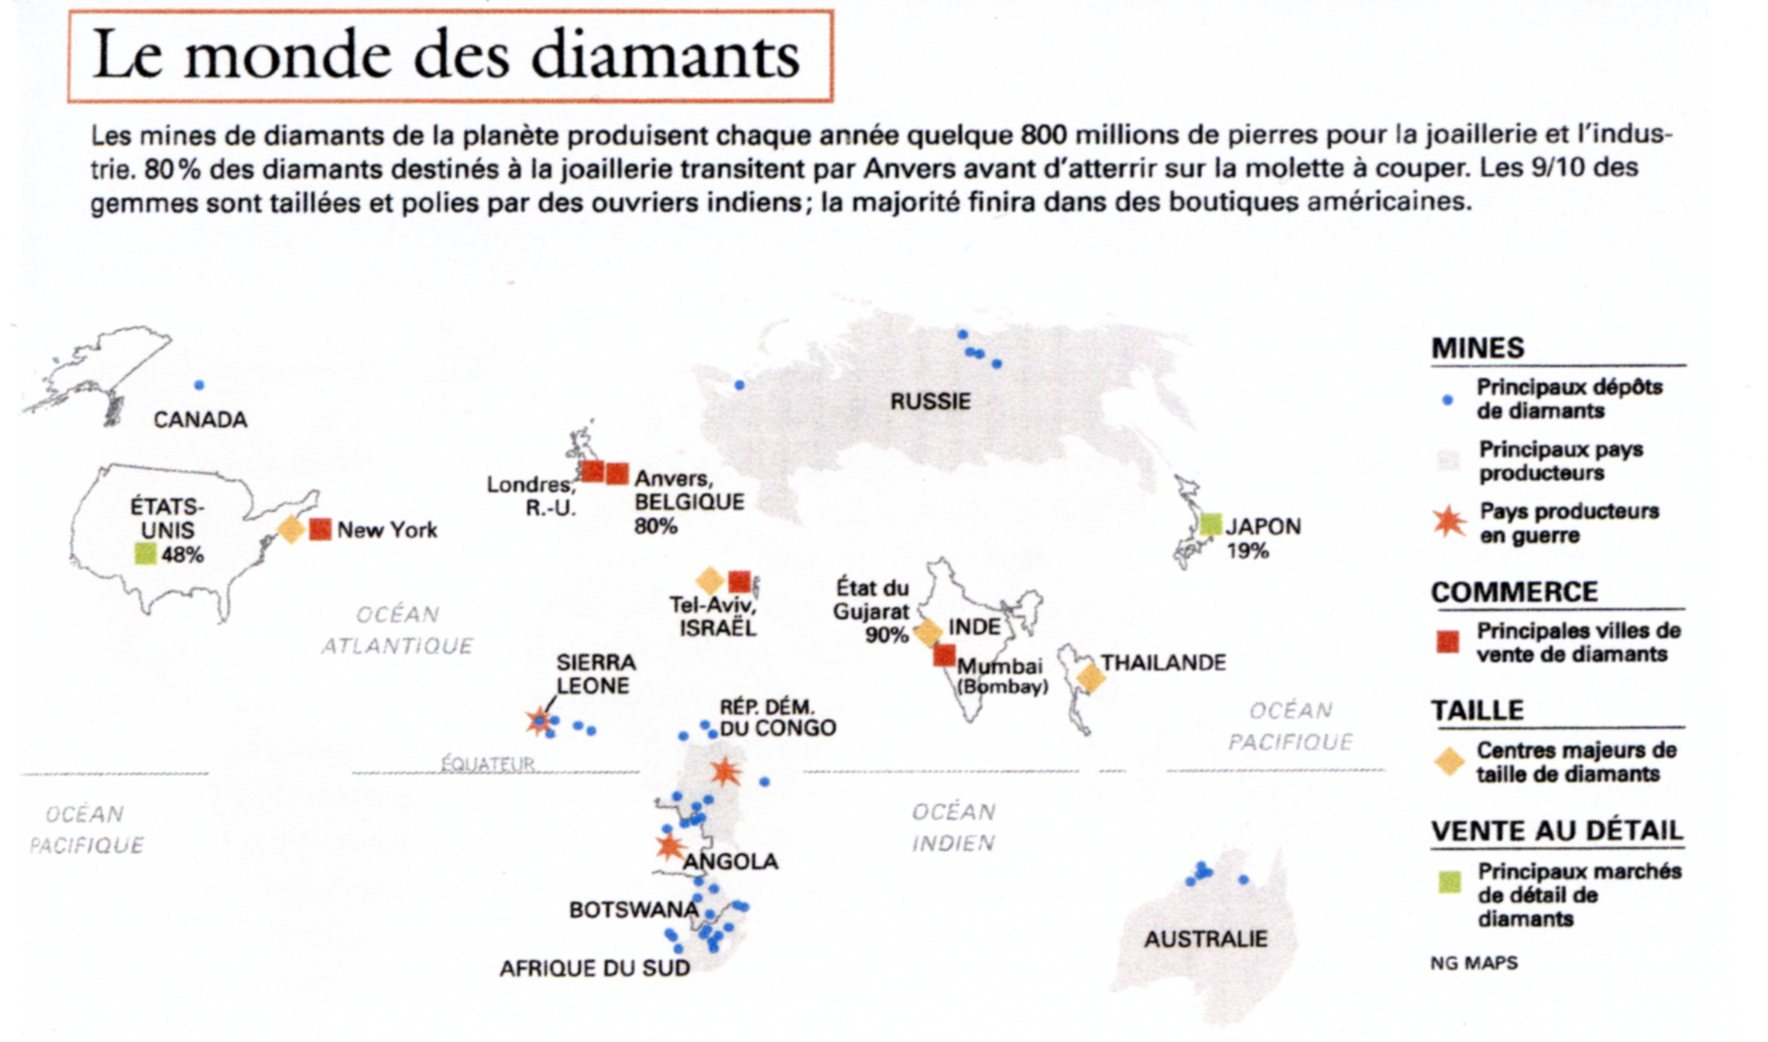 Le monde des diamants
Les mines de diamants de la planète produisent chaque année quelque 800 millions de pierres pour la joaillerie et l'indus-
trie. 80% des diamants destinés à la joaillerie transitent par Anvers avant d'atterrir sur la molette à couper. Les 9/10 des
gemmes sont taillées et polies par des ouvriers indiens; la majorité finira dans des boutiques américaines.
CANADA
ÉTATS-
UNIS
48%
New York
OCÉAN
ATLANTIQUE
Londres,
R.-U.
Anvers,
BELGIQUE
80%
RUSSIE
Tel-Aviv,
ISRAËL
État du
Gujarat
90%
INDE
Mumbai
(Bombay)
THAILANDE
JAPON
19%
SIERRA
LEONE
RÉP. DÉM.
DU CONGO
OCÉAN
PACIFIQUE
ÉQUATEUR
OCÉAN
PACIFIQUE
OCÉAN
INDIEN
ANGOLA
BOTSWANA
AFRIQUE DU SUD
AUSTRALIE
MINES
Principaux dépôts
de diamants
Principaux pays
producteurs
Pays producteurs
en guerre
COMMERCE
Principales villes de
vente de diamants
TAILLE
Centres majeurs de
taille de diamants
VENTE AU DÉTAIL
Principaux marchés
de détail de
diamants
NG MAPS